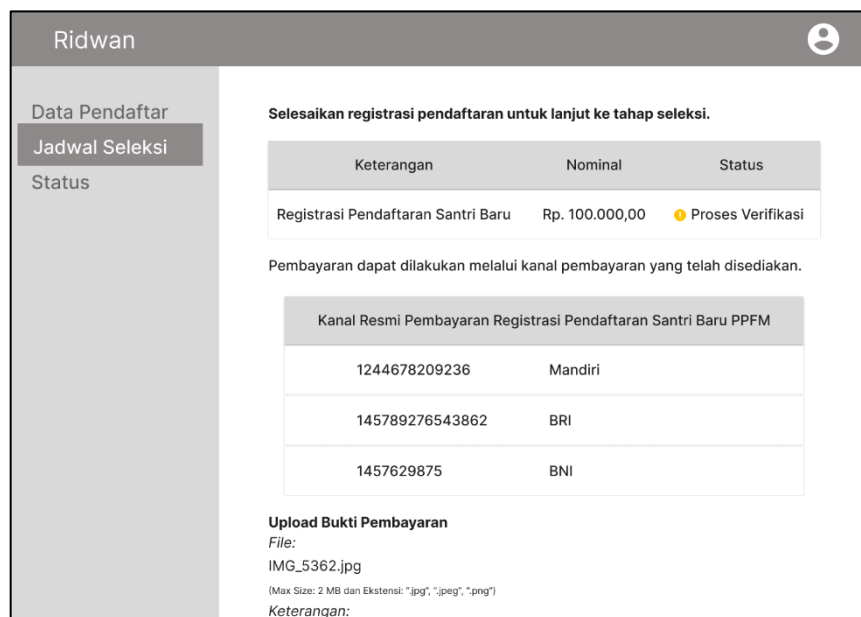 Ridwan
Data Pendaftar
Jadwal Seleksi
Status
Selesaikan registrasi pendaftaran untuk lanjut ke tahap seleksi.
Keterangan Nominal Status
Registrasi Pendaftaran Santri Baru Rp. 100.000,00 Proses Verifikasi
Pembayaran dapat dilakukan melalui kanal pembayaran yang telah disediakan.
Kanal Resmi Pembayaran Registrasi Pendaftaran Santri Baru PPFM
1244678209236 Mandiri
145789276543862 BRI
1457629875 BNI
Upload Bukti Pembayaran
File:
IMG_5362.jpg
(Max Size: 2 MB dan Ekstensi: “.jpg”, “.jpeg”, “.png”)
Keterangan: